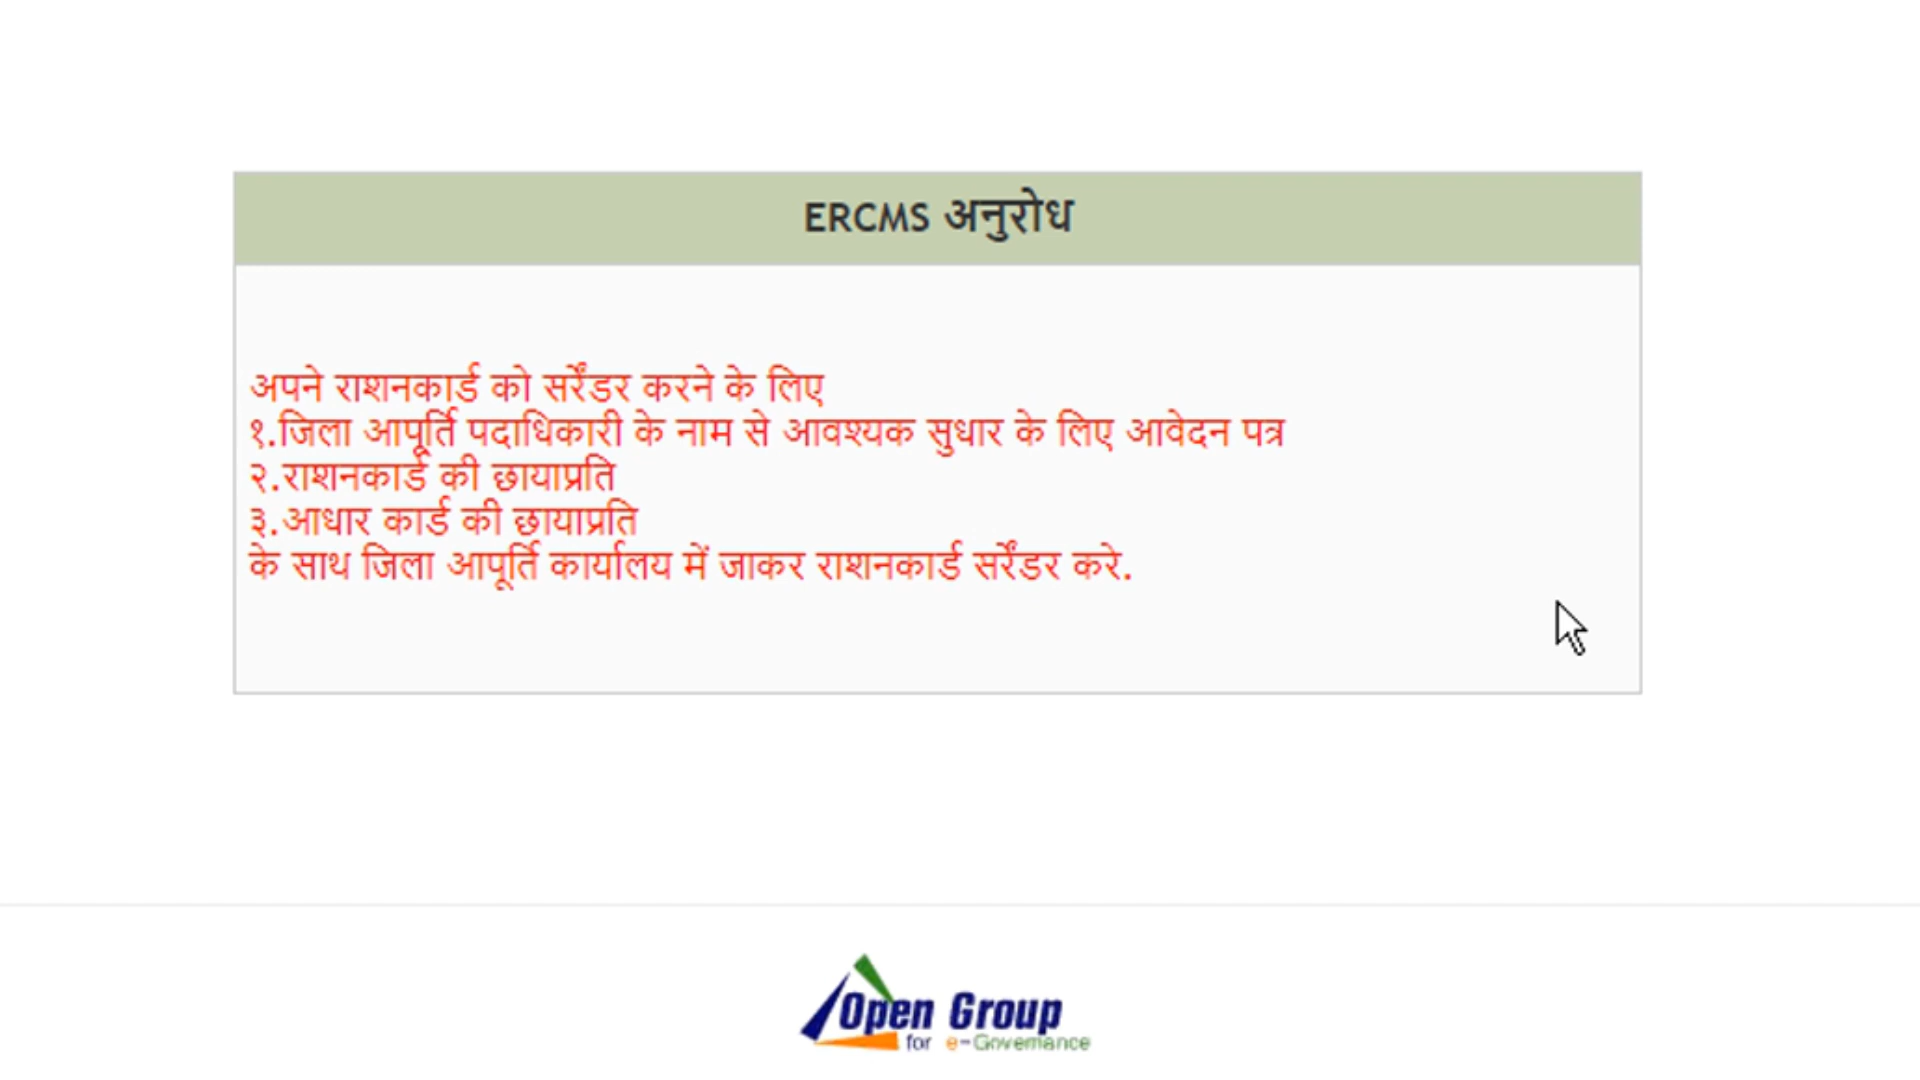 ERCMS अनुरोध
अपने राशनकार्ड को सरेंर्डर करने के लिए
१.जिला आपूर्ति पदाधिकारी के नाम से आवश्यक सुधार के लिए आवेदन पत्र
२.राशनकार्ड की छायाप्रति
३.आधार कार्ड की छायाप्रति
के साथ जिला आपूर्ति कार्यालय में जाकर राशनकार्ड सर्रेंडर करे.
Open Group
for e-Governance